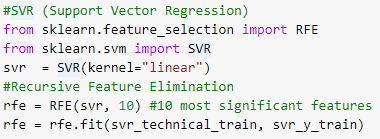 #SVR (Support Vector Regression)
from sklearn.feature_selection import RFE
from sklearn.svm import SVR
svr  = SVR(kernel="linear")
#Recursive Feature Elimination
rfe = RFE(svr, 10) #10 most significant features
rfe = rfe.fit(svr_technical_train, svr_y_train)